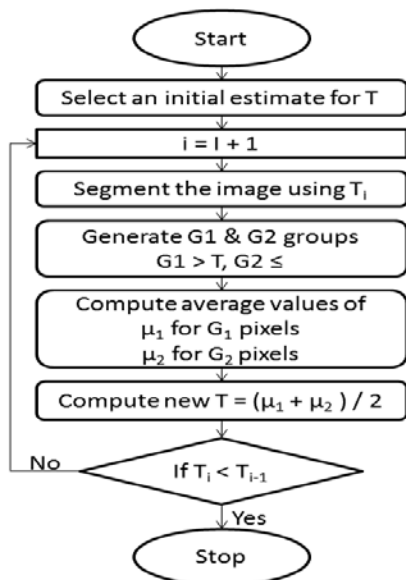 Start
Select an initial estimate for T
i = I + 1
Segment the image using Tᵢ
Generate G1 & G2 groups
G1 > T, G2 ≤
Compute average values of
μ₁ for G₁ pixels
μ₂ for G₂ pixels
Compute new T = (μ₁ + μ₂ ) / 2
If Tᵢ < Tᵢ₋₁
No
Yes
Stop